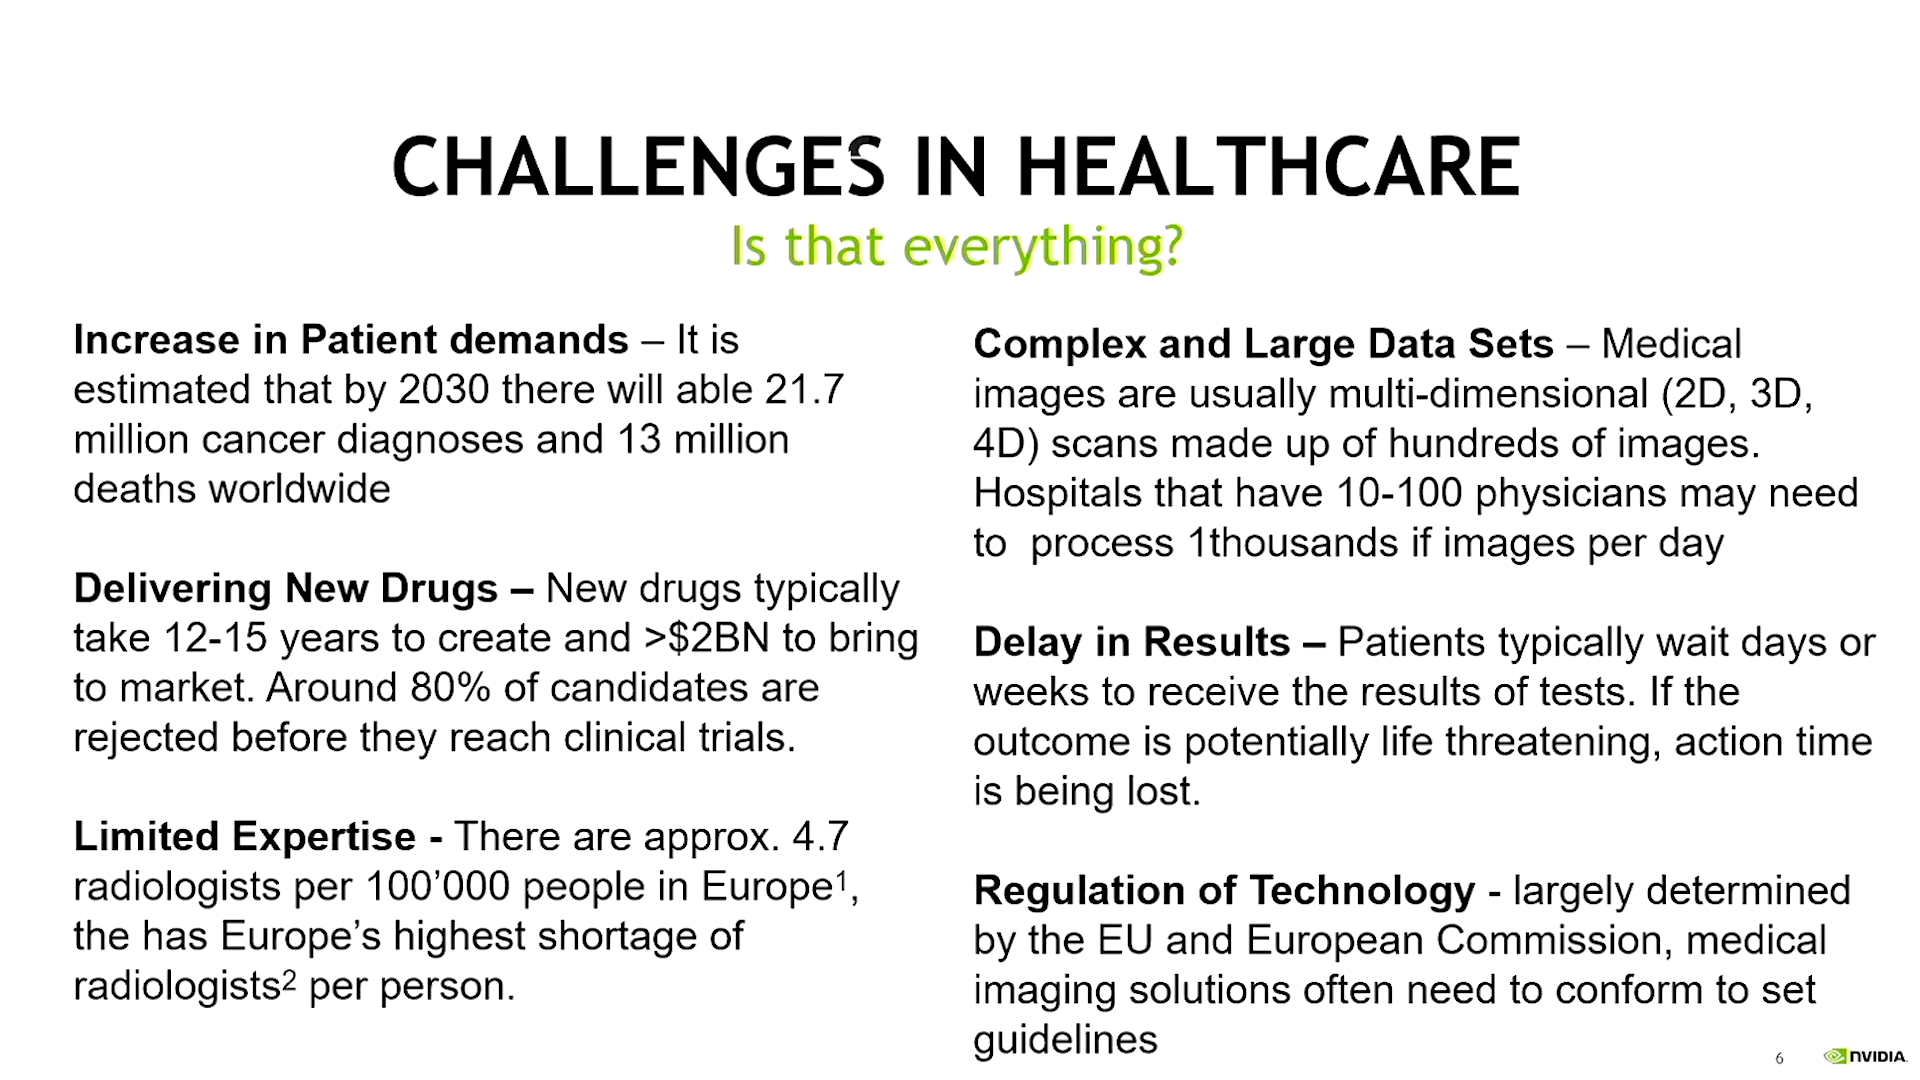 CHALLENGES IN HEALTHCARE
Is that everything?
Increase in Patient demands – It is
estimated that by 2030 there will able 21.7
million cancer diagnoses and 13 million
deaths worldwide
Delivering New Drugs – New drugs typically
take 12-15 years to create and >$2BN to bring
to market. Around 80% of candidates are
rejected before they reach clinical trials.
Limited Expertise - There are approx. 4.7
radiologists per 100’000 people in Europe¹,
the has Europe’s highest shortage of
radiologists² per person.
Complex and Large Data Sets – Medical
images are usually multi-dimensional (2D, 3D,
4D) scans made up of hundreds of images.
Hospitals that have 10-100 physicians may need
to  process 1thousands if images per day
Delay in Results – Patients typically wait days or
weeks to receive the results of tests. If the
outcome is potentially life threatening, action time
is being lost.
Regulation of Technology - largely determined
by the EU and European Commission, medical
imaging solutions often need to conform to set
guidelines
6
NVIDIA.